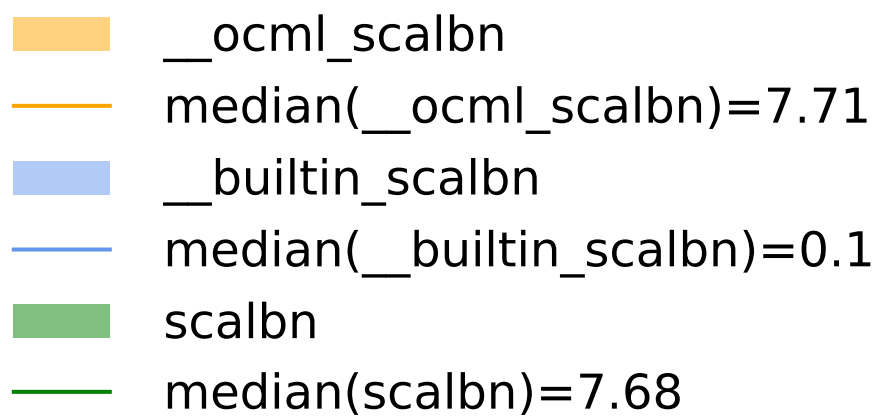 __ocml_scalbn
median(__ocml_scalbn)=7.71
__builtin_scalbn
median(__builtin_scalbn)=0.1
scalbn
median(scalbn)=7.68